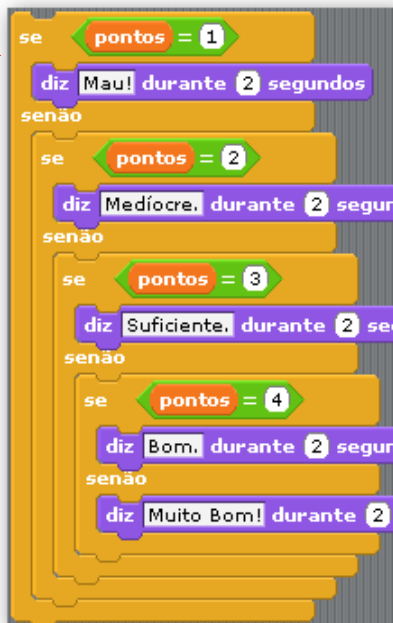 se pontos = 1
diz Mau! durante 2 segundos
senão
se pontos = 2
diz Medíocre. durante 2
senão
se pontos = 3
diz Suficiente. durante 2
senão
se pontos = 4
diz Bom. durante 2
senão
diz Muito Bom! durante 2